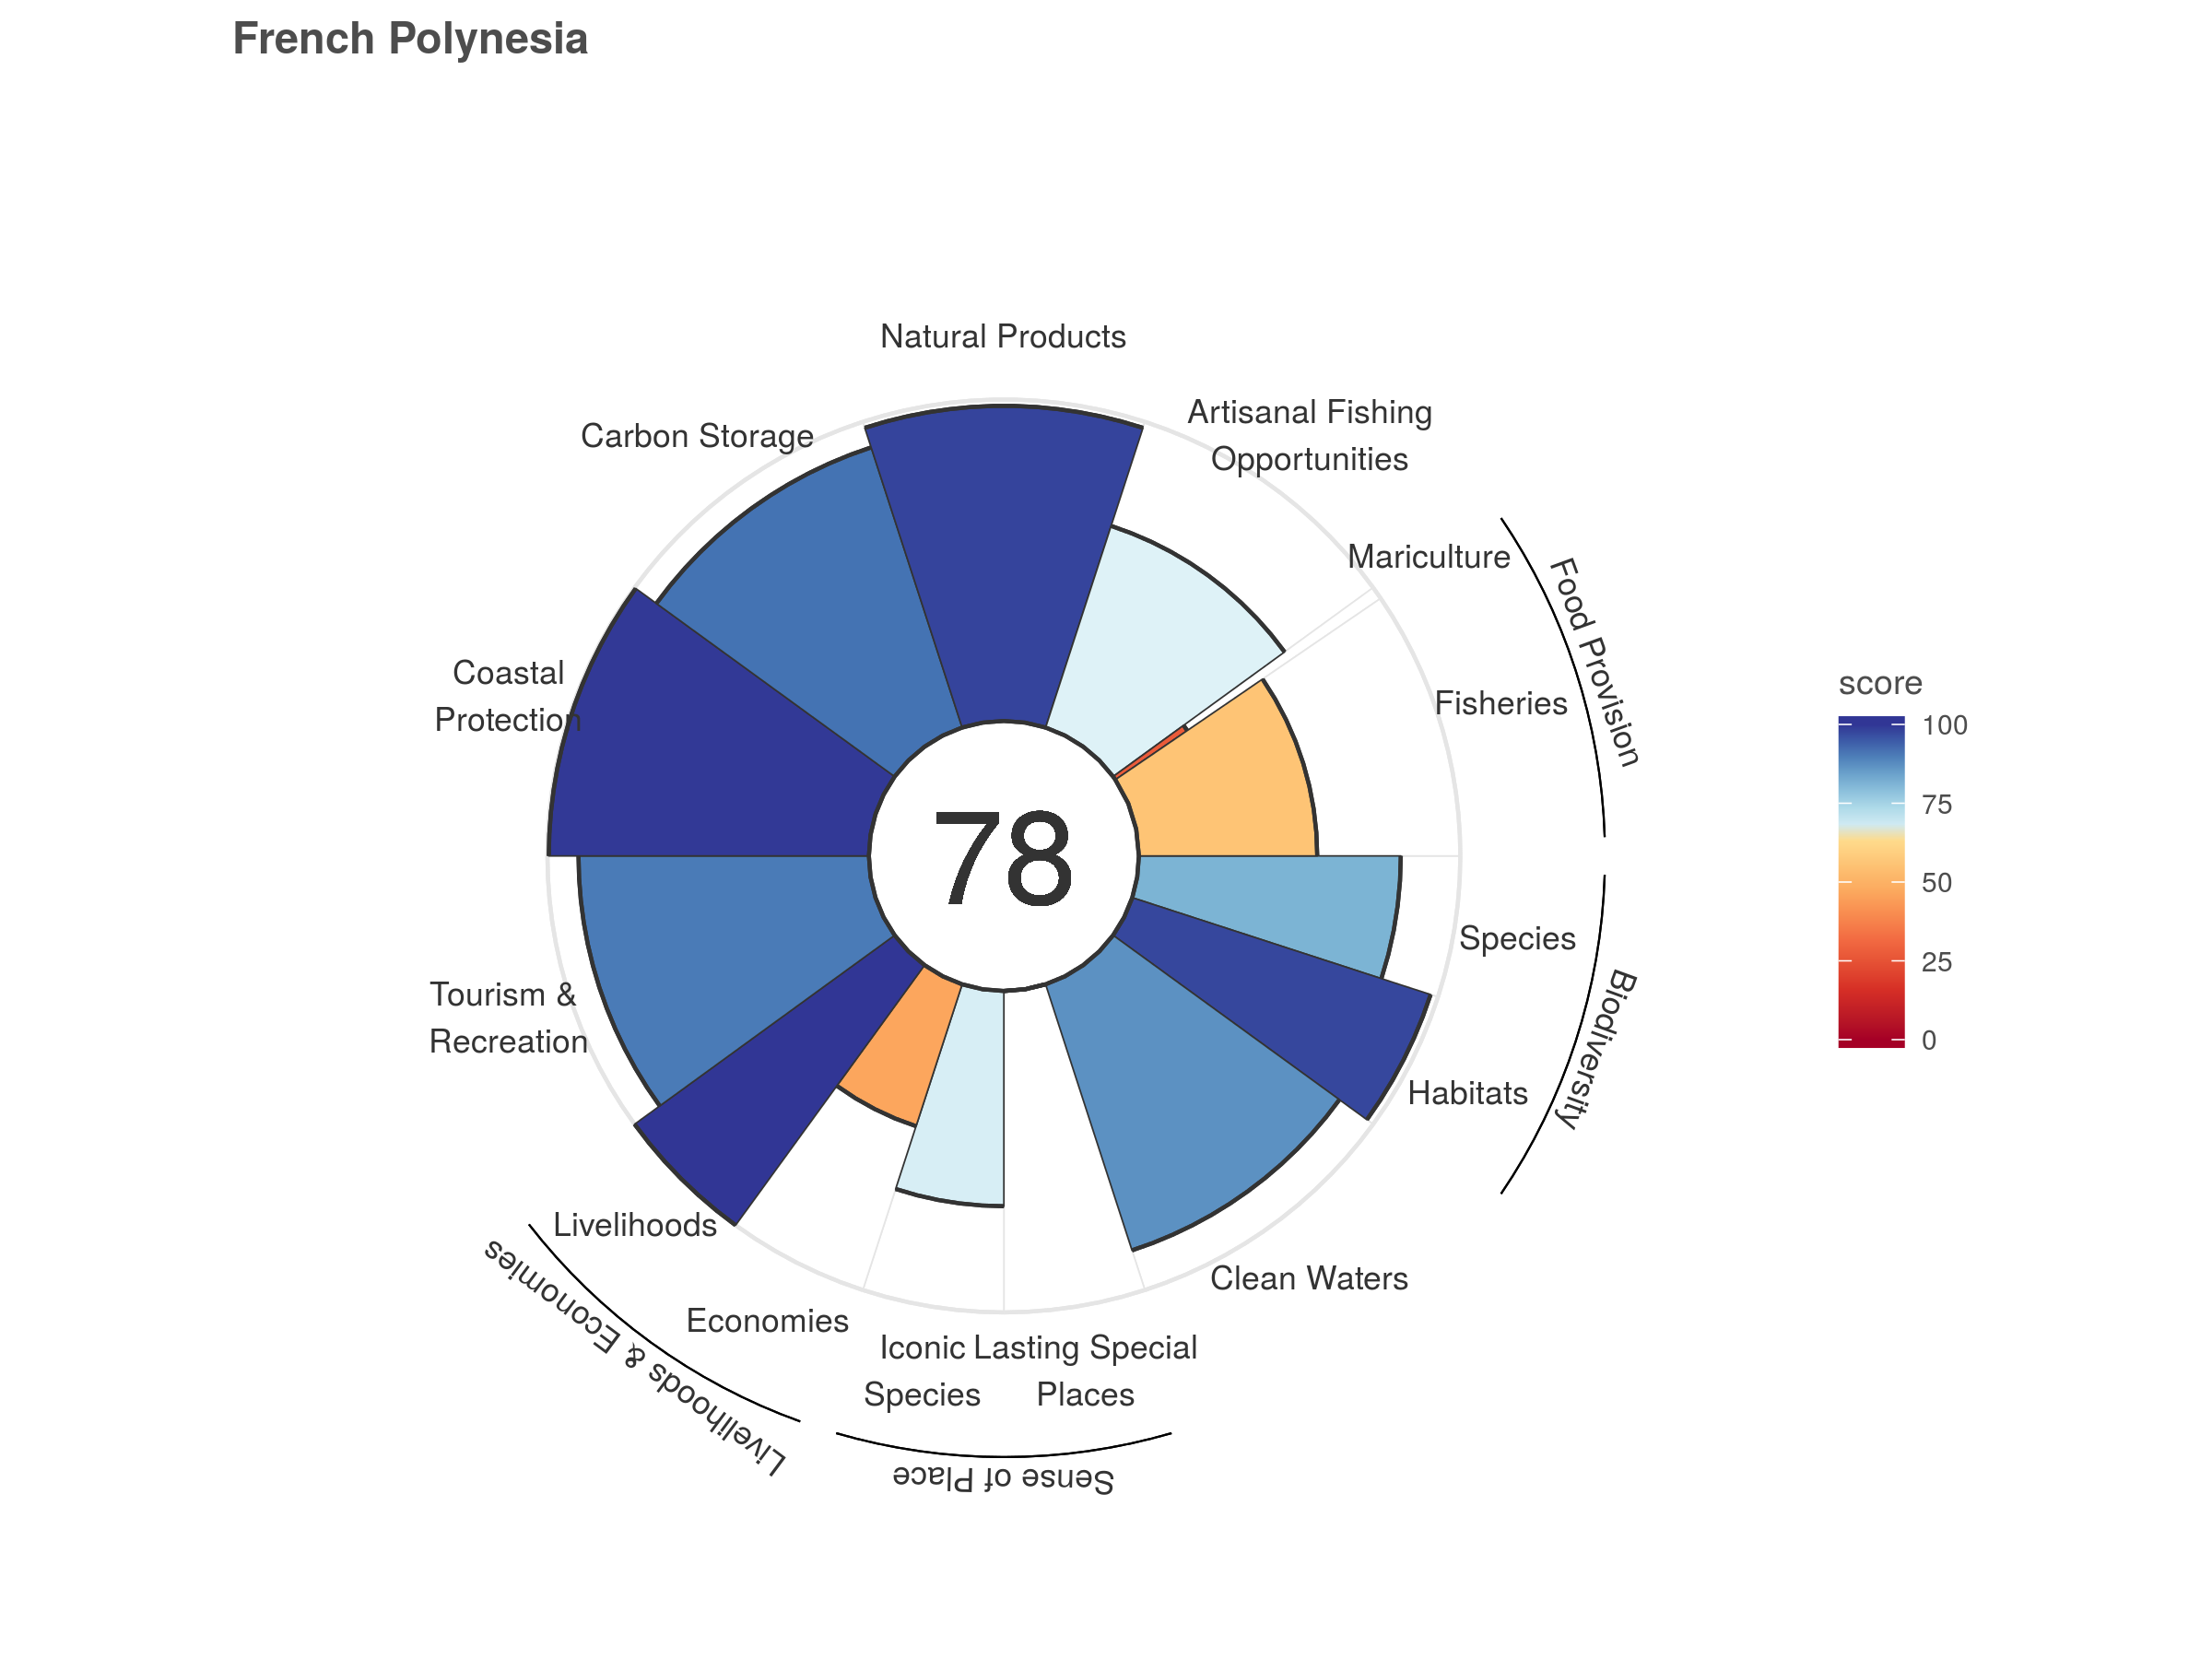 French Polynesia
Natural Products
Artisanal Fishing
Opportunities
Carbon Storage
Mariculture
Food Provision
Fisheries
Coastal
Protection
78
Species
Biodiversity
Habitats
Tourism &
Recreation
Livelihoods
Clean Waters
Economies
Livelihoods & Economies
Iconic
Species
Lasting Special
Places
Sense of Place
score
100
75
50
25
0